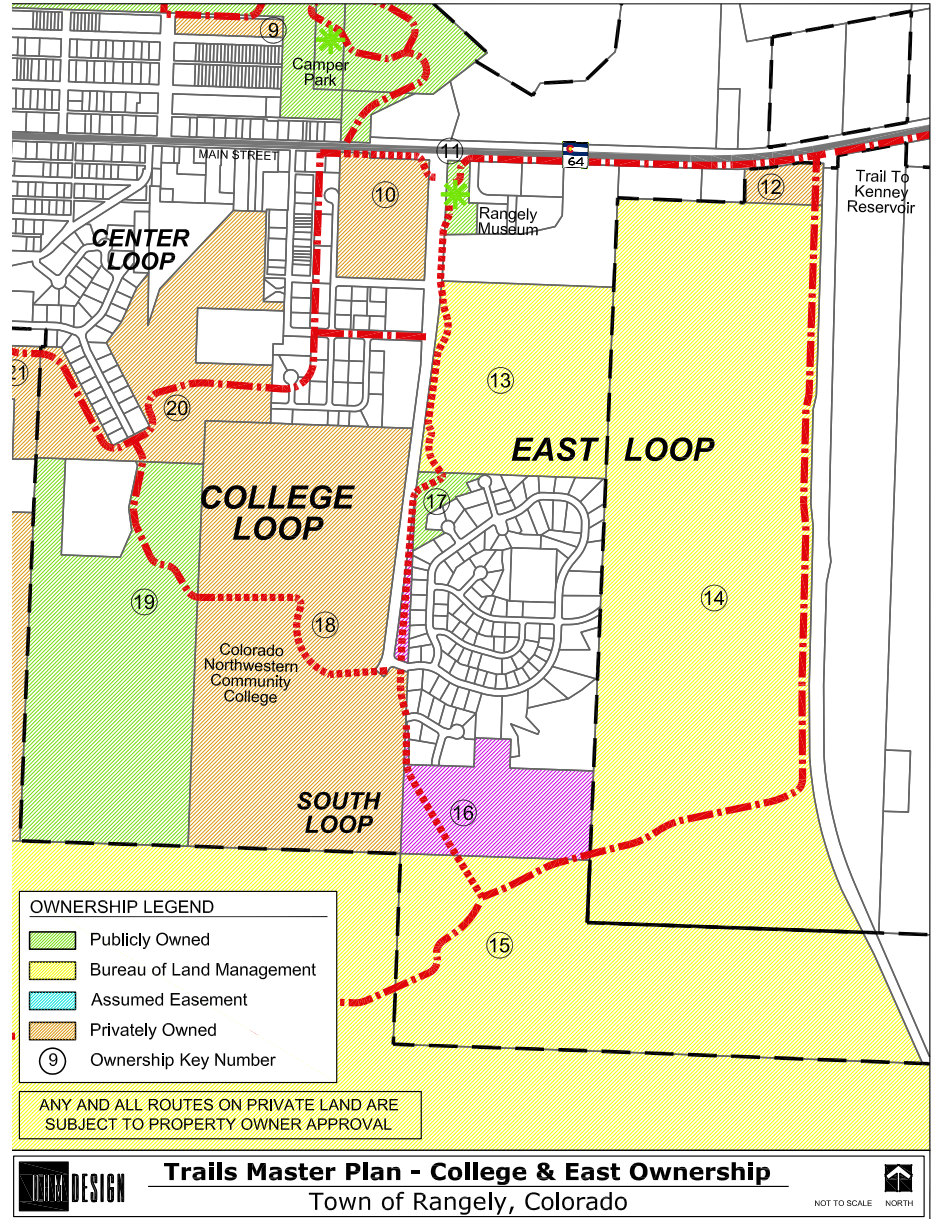 9
Camper
Park
MAIN STREET
11
64
10
12
Trail To
Kenney
Reservoir
Rangely
Museum
CENTER
LOOP
13
21
20
EAST LOOP
COLLEGE
LOOP
17
19
18
14
Colorado
Northwestern
Community
College
SOUTH
LOOP
16
15
OWNERSHIP LEGEND
Publicly Owned
Bureau of Land Management
Assumed Easement
Privately Owned
9 Ownership Key Number
ANY AND ALL ROUTES ON PRIVATE LAND ARE
SUBJECT TO PROPERTY OWNER APPROVAL
DESIGN
Trails Master Plan - College & East Ownership
Town of Rangely, Colorado
NOT TO SCALE NORTH